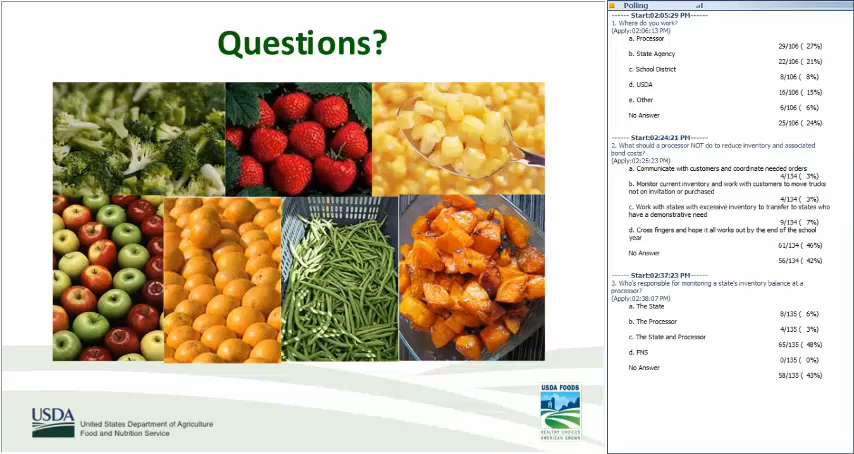 Questions?
USDA
United States Department of Agriculture
Food and Nutrition Service
USDA FOODS
HEALTHY CHOICES
AMERICAN GROWN
Polling
------ Start:02:05:29 PM------
1. Where do you work?
(Apply:02:06:13 PM)
a. Processor
29/106 ( 27%)
b. State Agency
22/106 ( 21%)
c. School District
8/106 ( 8%)
d. USDA
16/106 ( 15%)
e. Other
6/106 ( 6%)
No Answer
25/106 ( 24%)
------ Start:02:24:21 PM------
2. What should a processor NOT do to reduce inventory and associated
bond costs?
(Apply:02:25:23 PM)
a. Communicate with customers and coordinate needed orders
4/134 ( 3%)
b. Monitor current inventory and work with customers to move trucks
not on invitation or purchased
4/134 ( 3%)
c. Work with states with excessive inventory to transfer to states who
have a demonstrative need
9/134 ( 7%)
d. Cross fingers and hope it all works out by the end of the school
year
61/134 ( 46%)
No Answer
56/134 ( 42%)
------ Start:02:37:23 PM------
3. Who's responsible for monitoring a state's inventory balance at a
processor?
(Apply:02:38:07 PM)
a. The State
8/135 ( 6%)
b. The Processor
4/135 ( 3%)
c. The State and Processor
65/135 ( 48%)
d. FNS
0/135 ( 0%)
No Answer
58/135 ( 43%)